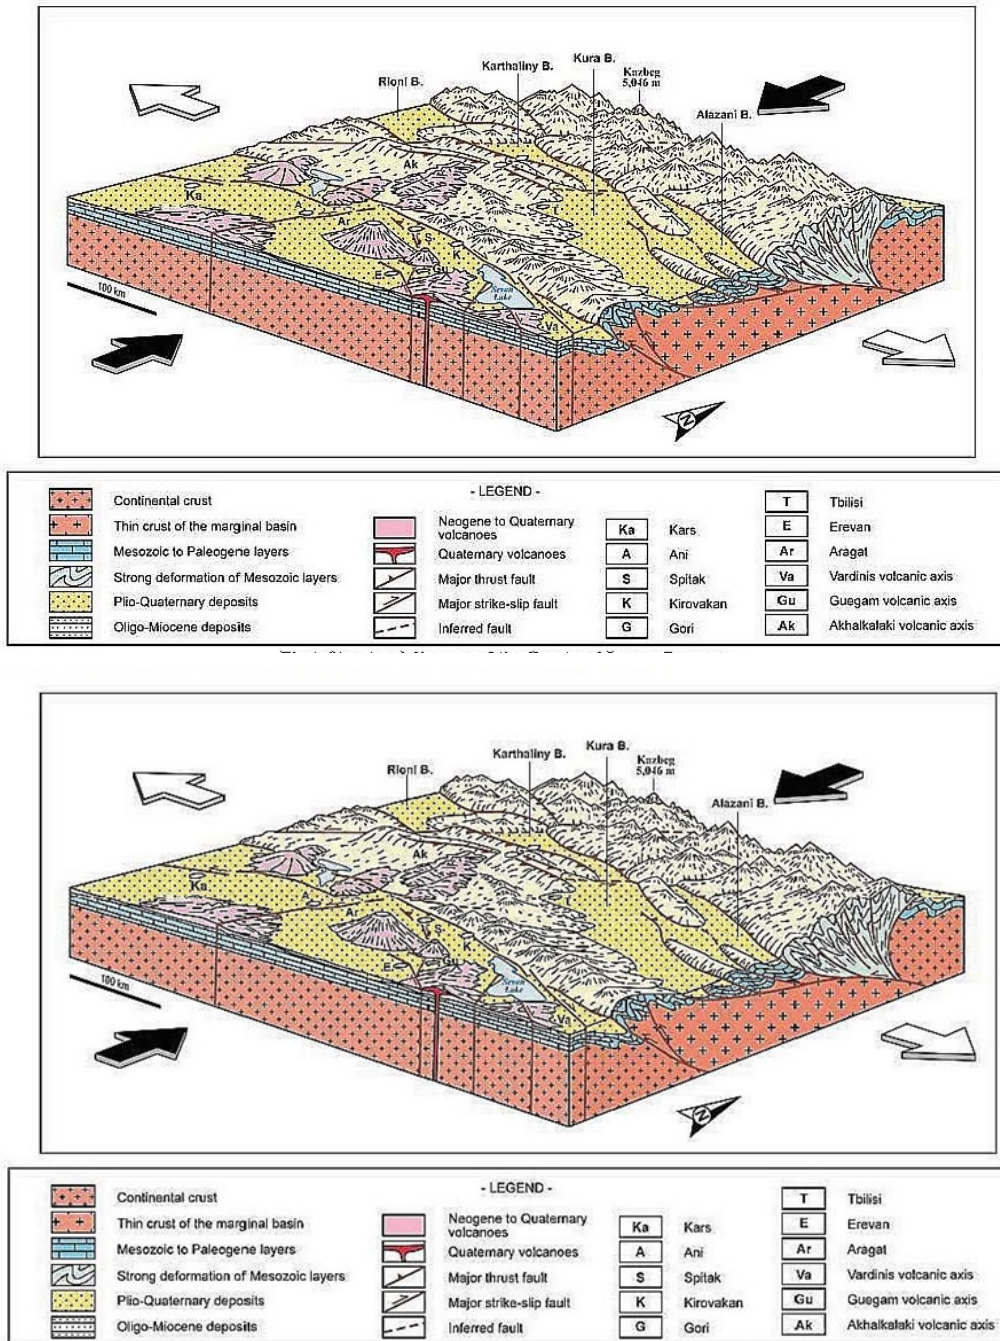 Rioni B.
Karthaliny B.
Kura B.
Kazbeg
5,046 m
Alazani B.
Ak
Ka
A
Ar
S
K
E
Gu
Sevan
Lake
Va
T
100 km
N
- LEGEND -
Continental crust
Thin crust of the marginal basin
Mesozoic to Paleogene layers
Strong deformation of Mesozoic layers
Plio-Quaternary deposits
Oligo-Miocene deposits
Neogene to Quaternary
volcanoes
Quaternary volcanoes
Major thrust fault
Major strike-slip fault
Inferred fault
Ka Kars
A Ani
S Spitak
K Kirovakan
G Gori
T Tbilisi
E Erevan
Ar Aragat
Va Vardinis volcanic axis
Gu Guegam volcanic axis
Ak Akhalkalaki volcanic axis
Rioni B.
Karthaliny B.
Kura B.
Kazbeg
5,046 m
Alazani B.
Ak
Ka
A
S
K
E
Gu
Sevan
Lake
Va
100 km
N
- LEGEND -
Continental crust
Thin crust of the marginal basin
Mesozoic to Paleogene layers
Strong deformation of Mesozoic layers
Plio-Quaternary deposits
Oligo-Miocene deposits
Neogene to Quaternary
volcanoes
Quaternary volcanoes
Major thrust fault
Major strike-slip fault
Inferred fault
Ka Kars
A Ani
S Spitak
K Kirovakan
G Gori
T Tbilisi
E Erevan
Ar Aragat
Va Vardinis volcanic axis
Gu Guegam volcanic axis
Ak Akhalkalaki volcanic axis